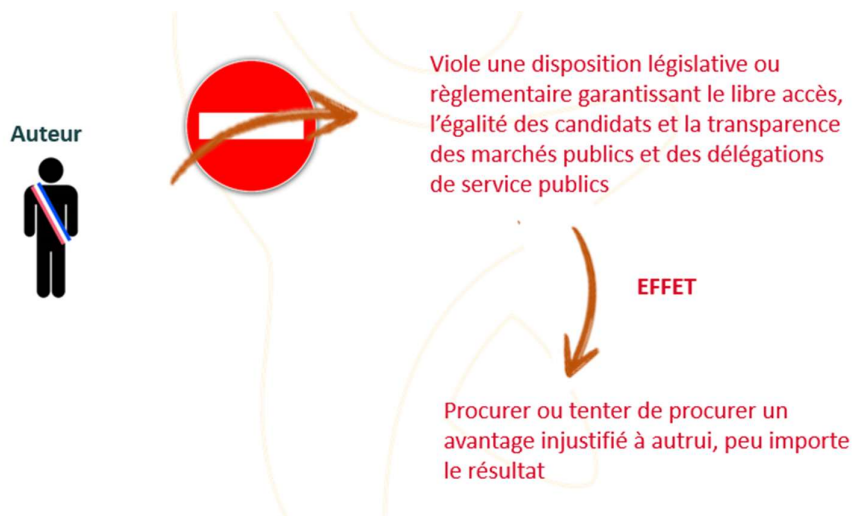 Auteur
Viole une disposition législative ou
règlementaire garantissant le libre accès,
l'égalité des candidats et la transparence
des marchés publics et des délégations
de service publics
EFFET
Procurer ou tenter de procurer un
avantage injustifié à autrui, peu importe
le résultat